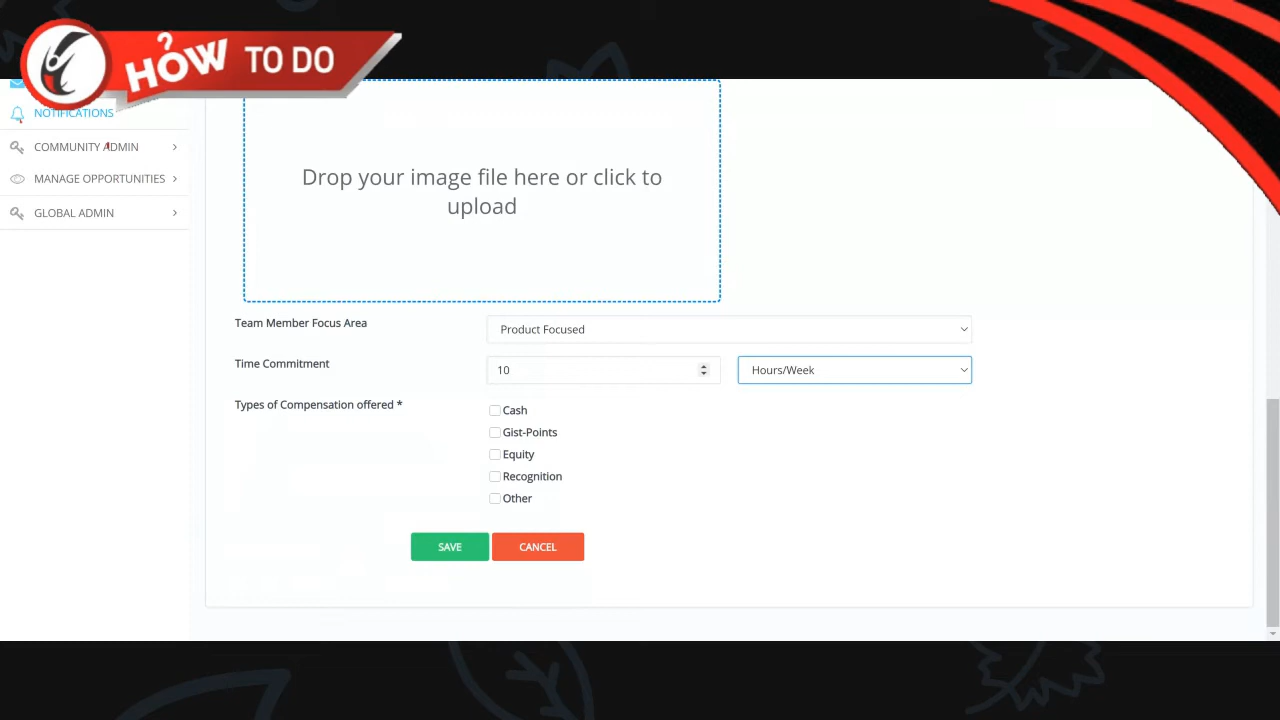 ?
HOW TO DO
NOTIFICATIONS
COMMUNITY ADMIN
MANAGE OPPORTUNITIES
GLOBAL ADMIN
Drop your image file here or click to
upload
Team Member Focus Area
Product Focused
Time Commitment
10
Hours/Week
Types of Compensation offered *
Cash
Gist-Points
Equity
Recognition
Other
SAVE
CANCEL